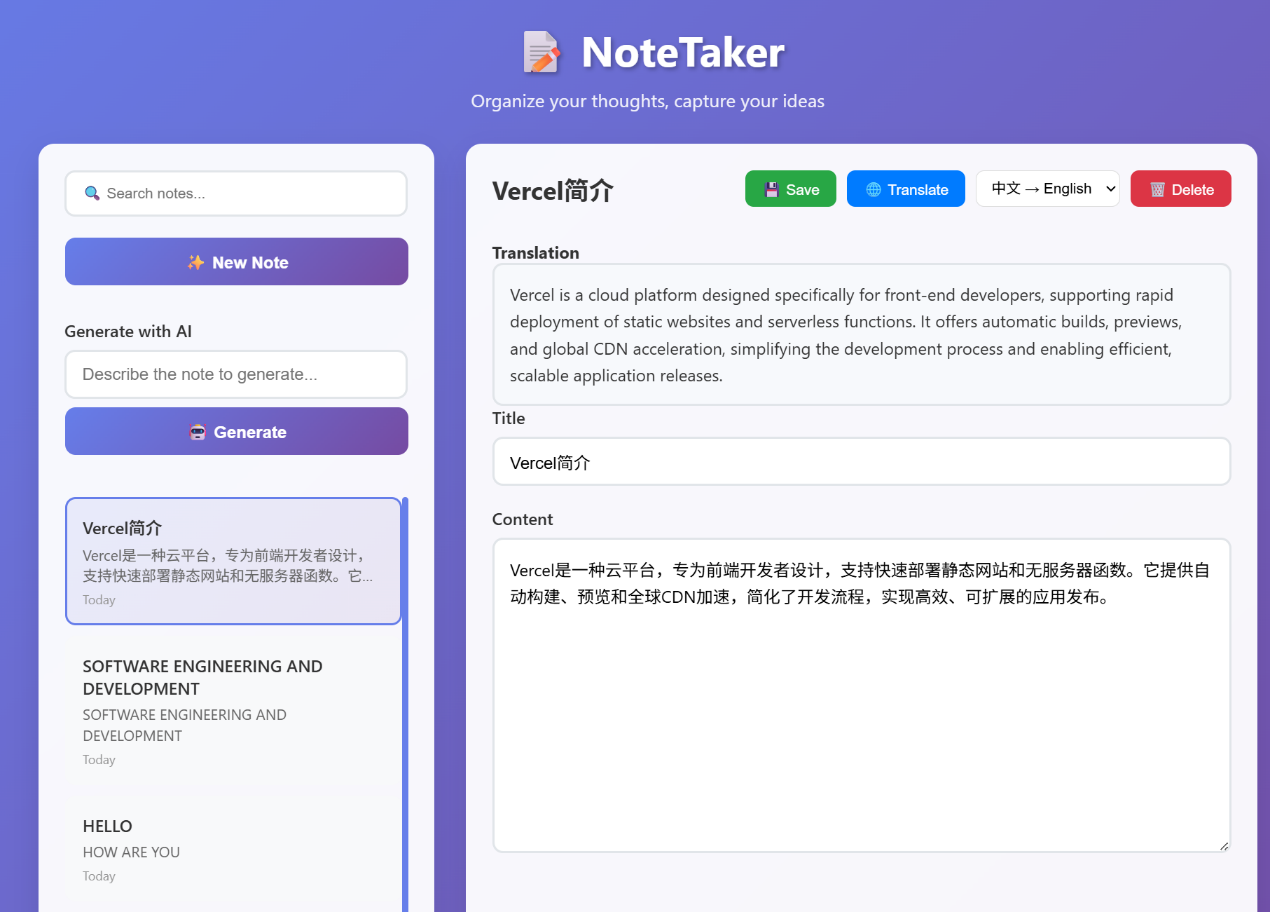 📝 NoteTaker
Organize your thoughts, capture your ideas
🔍 Search notes...
✨ New Note
Generate with AI
Describe the note to generate...
🤖 Generate
Vercel简介
Vercel是一种云平台，专为前端开发者设计，
支持快速部署静态网站和无服务器函数。它...
Today
SOFTWARE ENGINEERING AND
DEVELOPMENT
SOFTWARE ENGINEERING AND
DEVELOPMENT
Today
HELLO
HOW ARE YOU
Today
Vercel简介
💾 Save
🌐 Translate
中文 → English
🗑️ Delete
Translation
Vercel is a cloud platform designed specifically for front-end developers, supporting rapid
deployment of static websites and serverless functions. It offers automatic builds, previews,
and global CDN acceleration, simplifying the development process and enabling efficient,
scalable application releases.
Title
Vercel简介
Content
Vercel是一种云平台，专为前端开发者设计，支持快速部署静态网站和无服务器函数。它提供自
动构建、预览和全球CDN加速，简化了开发流程，实现高效、可扩展的应用发布。